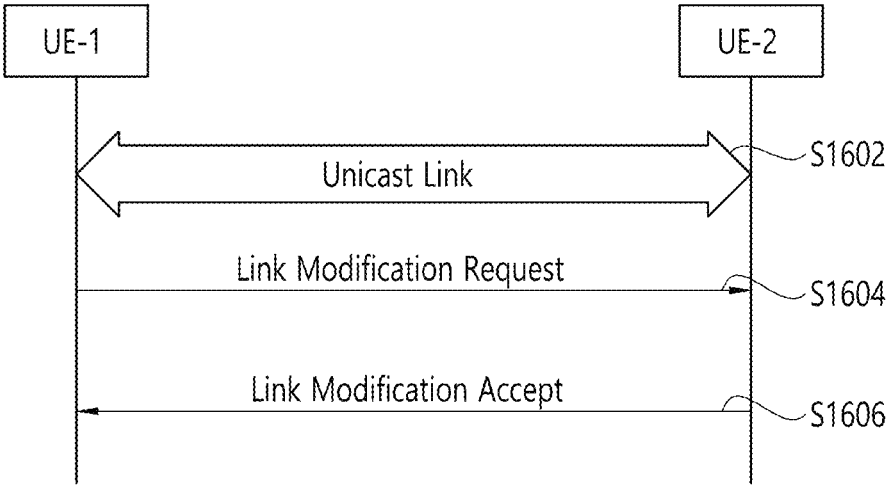 UE-1
UE-2
Unicast Link
S1602
Link Modification Request
S1604
Link Modification Accept
S1606